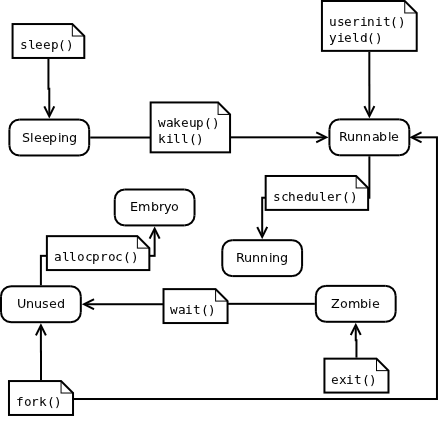 userinit()
yield()
sleep()
wakeup()
kill()
Sleeping
Runnable
scheduler()
Embryo
allocproc()
Running
Unused
wait()
Zombie
exit()
fork()